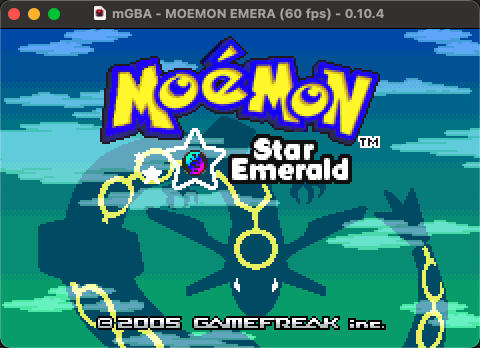 mGBA - MOEMON EMERA (60 fps) - 0.10.4
MoéMoN
TM
Star
Emerald
©2005 GAMEFREAK inc.